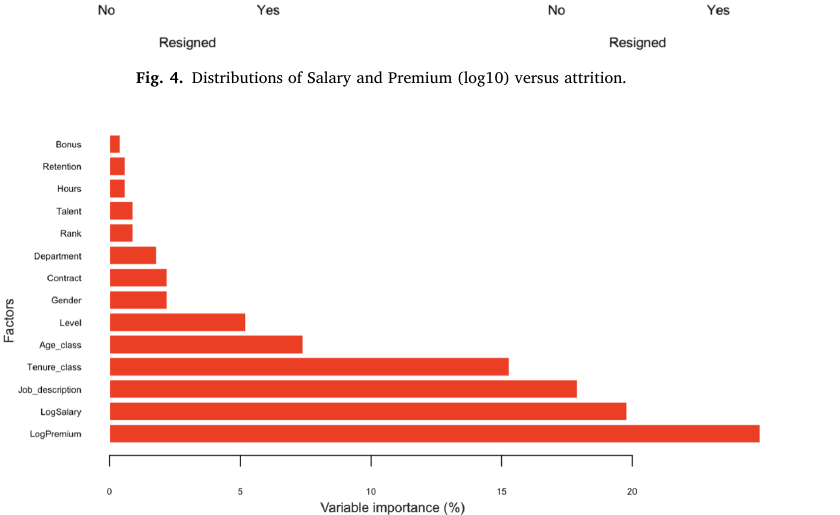 No Yes No Yes
Resigned Resigned
Fig. 4. Distributions of Salary and Premium (log10) versus attrition.
Bonus
Retention
Hours
Talent
Rank
Department
Contract
Gender
Level
Age_class
Tenure_class
Job_description
LogSalary
LogPremium
Factors
0 5 10 15 20
Variable importance (%)